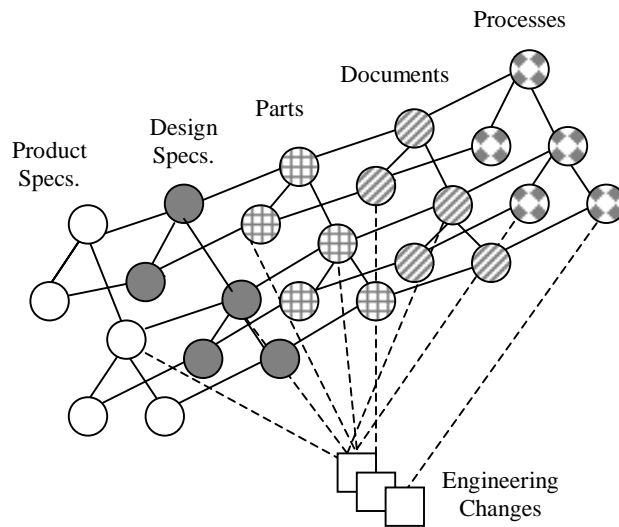 Processes
Documents
Parts
Design
Specs.
Product
Specs.
Engineering
Changes